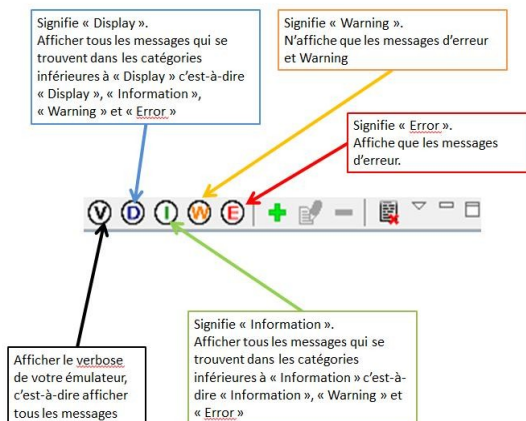 Signifie « Display ».
Afficher tous les messages qui se
trouvent dans les catégories
inférieures à « Display » c’est-à-dire
« Display », « Information »,
« Warning » et « Error »
Signifie « Warning ».
N’affiche que les messages d’erreur
et Warning
Signifie « Error ».
Affiche que les messages
d’erreur.
V D I W E
Afficher le verbose
de votre émulateur,
c’est-à-dire afficher
tous les messages
Signifie « Information ».
Afficher tous les messages qui se
trouvent dans les catégories
inférieures à « Information » c’est-à-
dire « Information », « Warning » et
« Error »